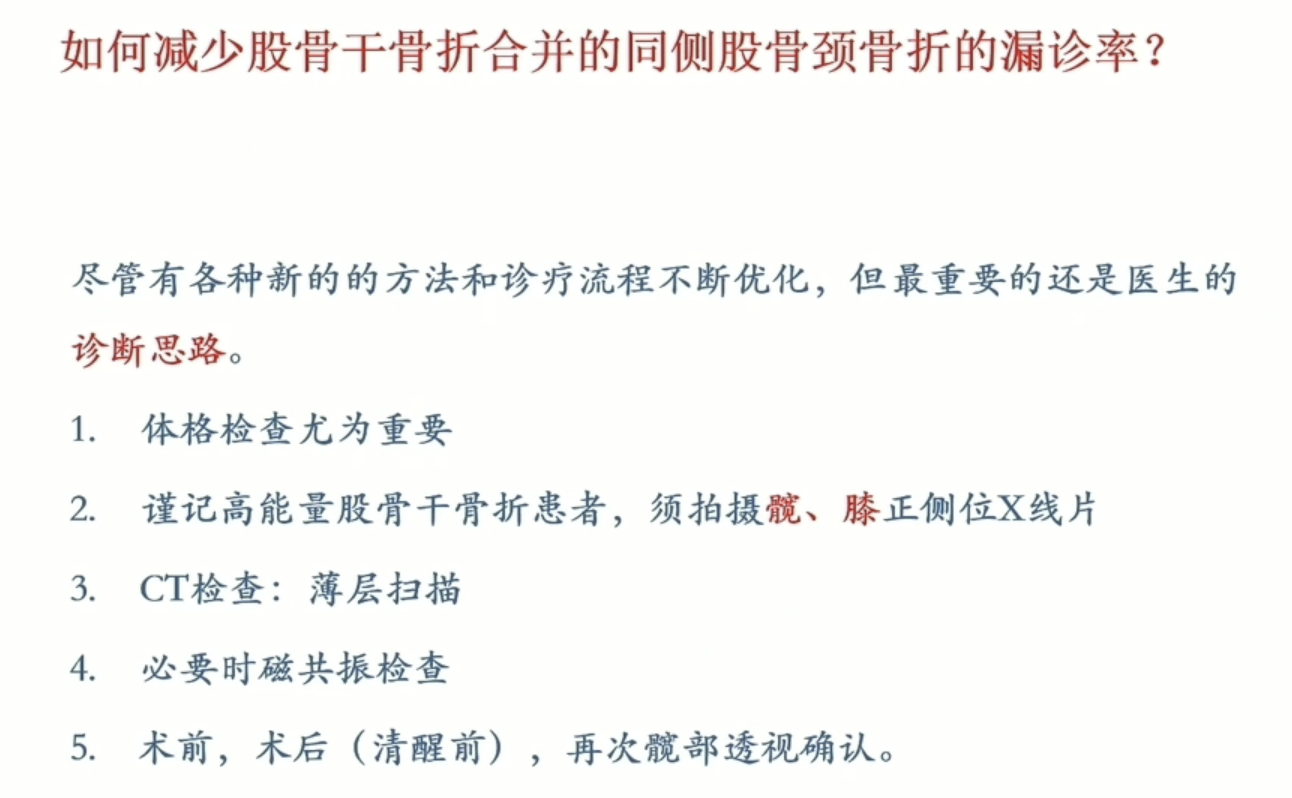 如何减少股骨干骨折合并的同侧股骨颈骨折的漏诊率？
尽管有各种新的的方法和诊疗流程不断优化，但最重要的还是医生的
诊断思路。
1. 体格检查尤为重要
2. 谨记高能量股骨干骨折患者，须拍摄髋、膝正侧位X线片
3. CT检查：薄层扫描
4. 必要时磁共振检查
5. 术前，术后（清醒前），再次髋部透视确认。